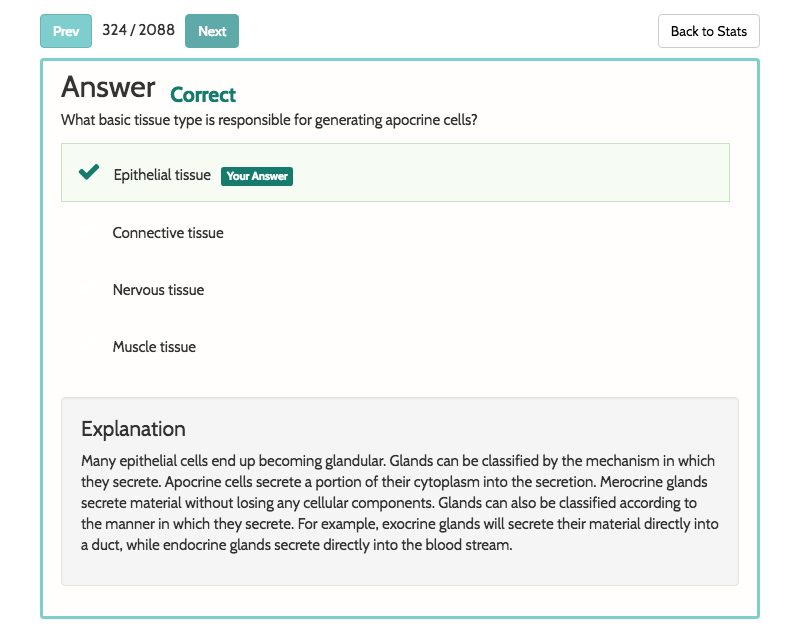 Prev 324 / 2088 Next Back to Stats
Answer Correct
What basic tissue type is responsible for generating apocrine cells?
Epithelial tissue Your Answer
Connective tissue
Nervous tissue
Muscle tissue
Explanation
Many epithelial cells end up becoming glandular. Glands can be classified by the mechanism in which
they secrete. Apocrine cells secrete a portion of their cytoplasm into the secretion. Merocrine glands
secrete material without losing any cellular components. Glands can also be classified according to
the manner in which they secrete. For example, exocrine glands will secrete their material directly into
a duct, while endocrine glands secrete directly into the blood stream.